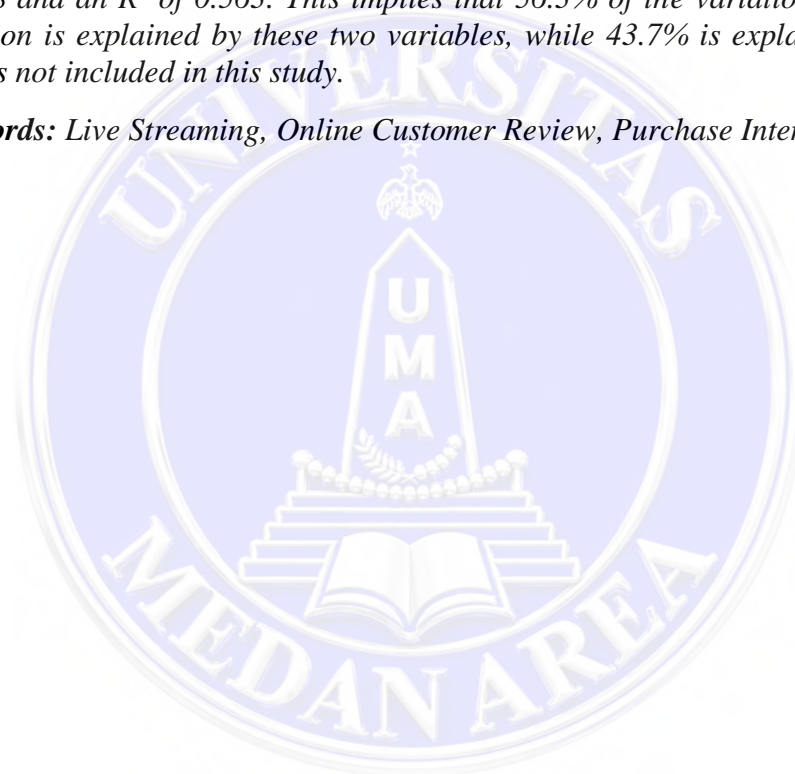 s and an R² of 0.563. This implies that 56.3% of the variatio
on is explained by these two variables, while 43.7% is expla
s not included in this study.
ords: Live Streaming, Online Customer Review, Purchase Inter
UNIVERSITAS
UMA
MEDAN AREA